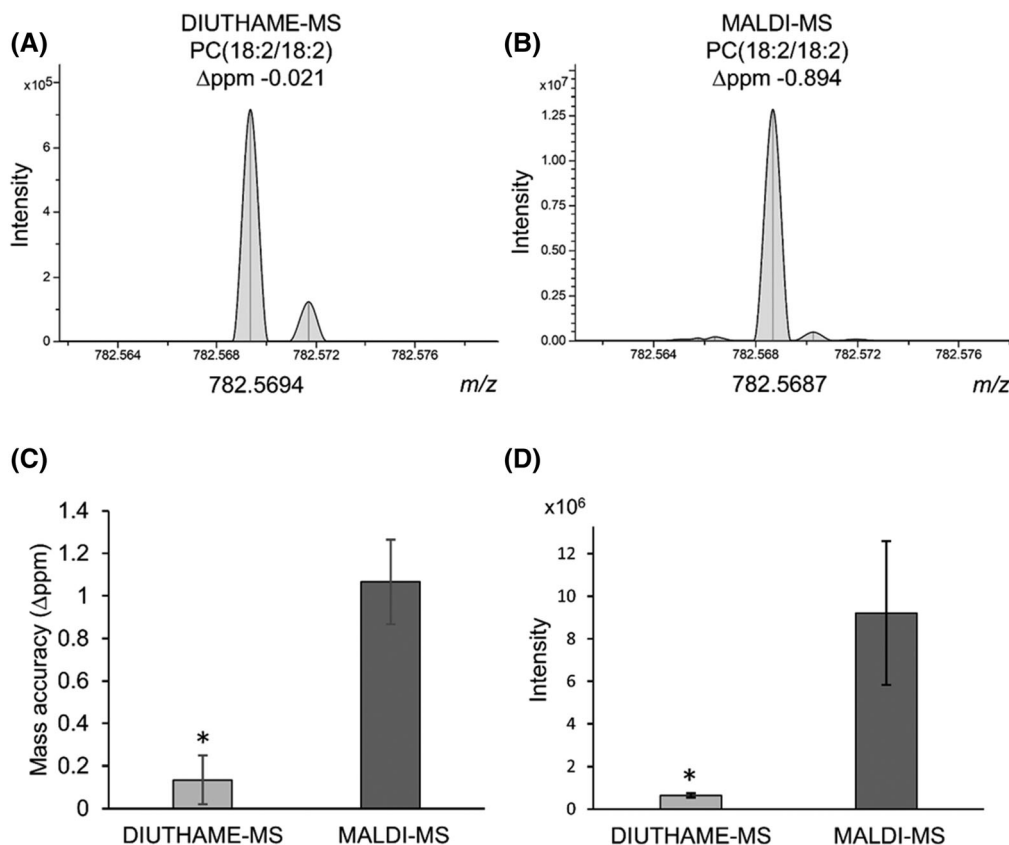 (A)
DIUTHAME-MS
PC(18:2/18:2)
Δppm -0.021
x10⁵
6
4
2
0
Intensity
782.564
782.568
782.572
782.576
782.5694
m/z
(B)
MALDI-MS
PC(18:2/18:2)
Δppm -0.894
x10⁷
1.25
1.00
0.75
0.50
0.25
0.00
Intensity
782.564
782.568
782.572
782.576
782.5687
m/z
(C)
1.4
1.2
1
0.8
0.6
0.4
0.2
0
Mass accuracy (Δppm)
*
DIUTHAME-MS
MALDI-MS
(D)
x10⁶
12
10
8
6
4
2
0
Intensity
*
DIUTHAME-MS
MALDI-MS